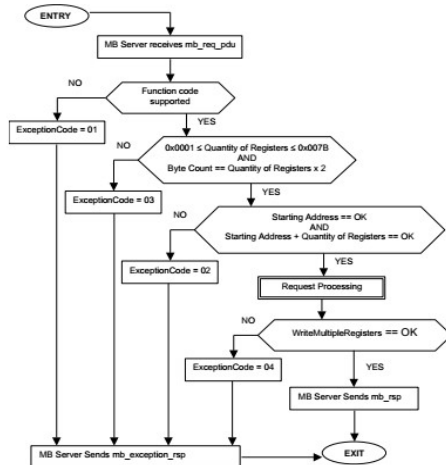 ENTRY
MB Server receives mb_req_pdu
NO
Function code
supported
YES
ExceptionCode = 01
NO
0x0001 ≤ Quantity of Registers ≤ 0x007B
AND
Byte Count == Quantity of Registers x 2
YES
ExceptionCode = 03
NO
Starting Address == OK
AND
Starting Address + Quantity of Registers == OK
YES
ExceptionCode = 02
Request Processing
NO
WriteMultipleRegisters == OK
YES
ExceptionCode = 04
MB Server Sends mb_rsp
MB Server Sends mb_exception_rsp
EXIT